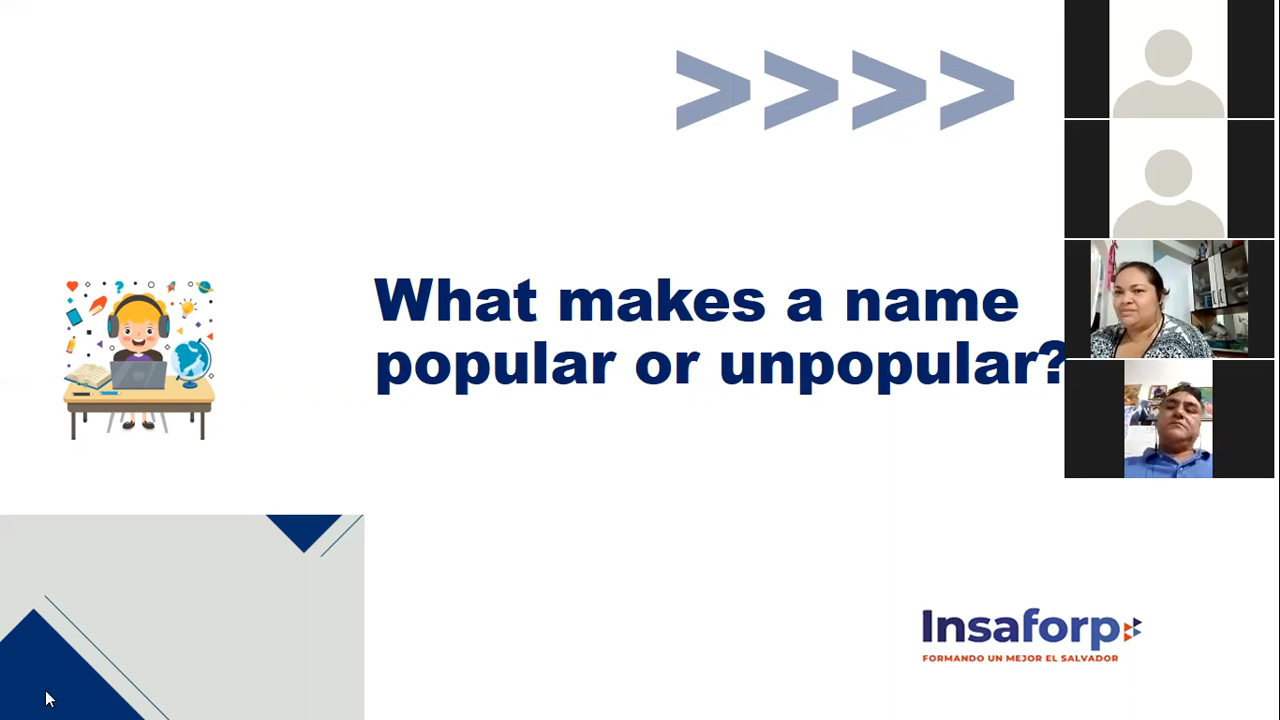 >>>>
What makes a name
popular or unpopular?
Insaforp
FORMANDO UN MEJOR EL SALVADOR